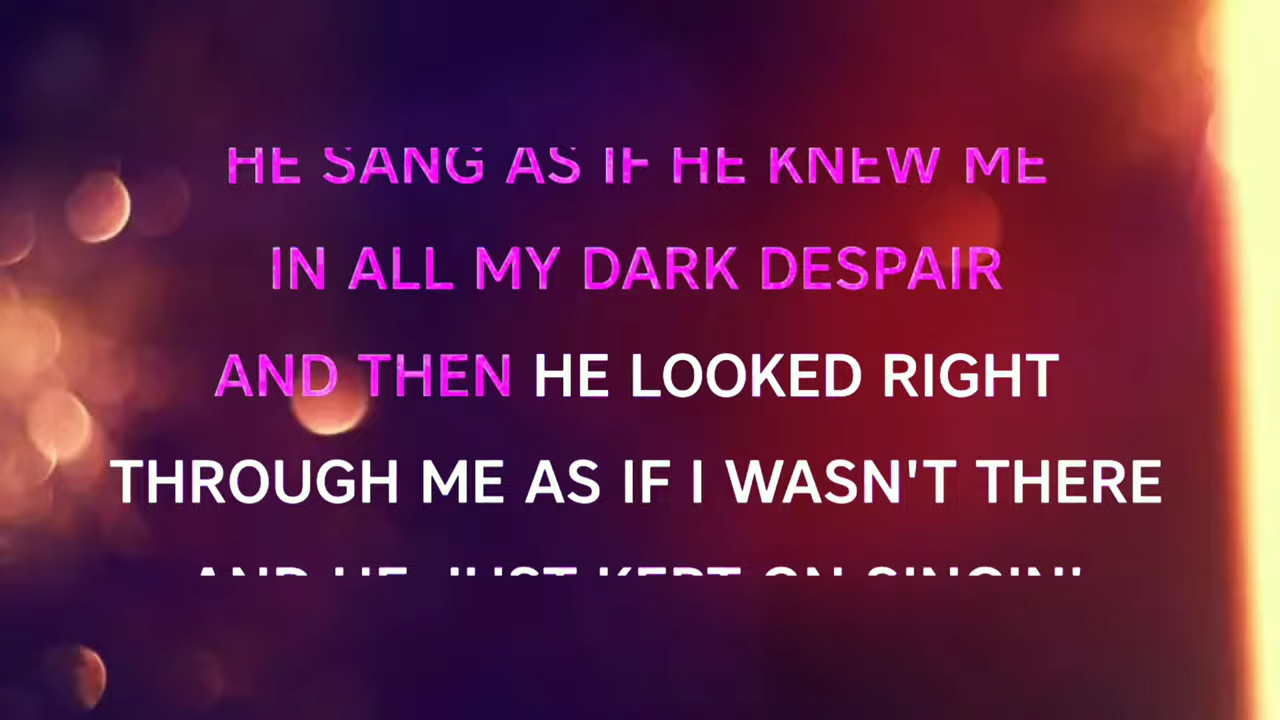 HE SANG AS IF HE KNEW ME
IN ALL MY DARK DESPAIR
AND THEN HE LOOKED RIGHT
THROUGH ME AS IF I WASN'T THERE
AND HE JUST KEPT ON SINGIN'